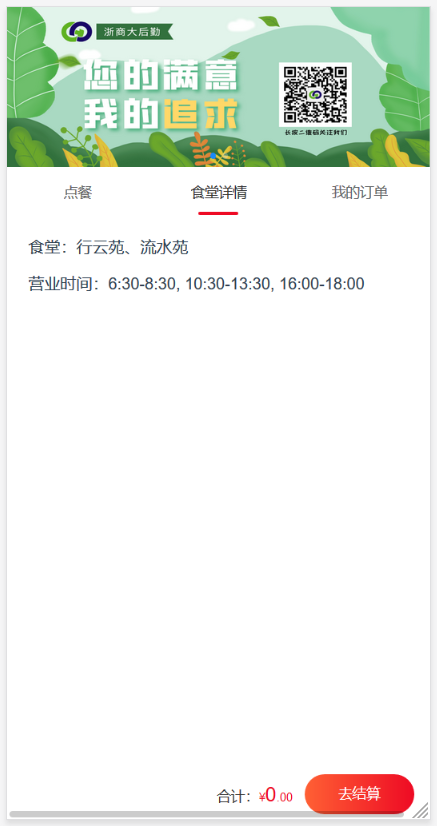 浙商大后勤
您的满意
我的追求
长按二维码关注我们
点餐 食堂详情 我的订单
食堂：行云苑、流水苑
营业时间：6:30-8:30, 10:30-13:30, 16:00-18:00
合计：¥0.00 去结算